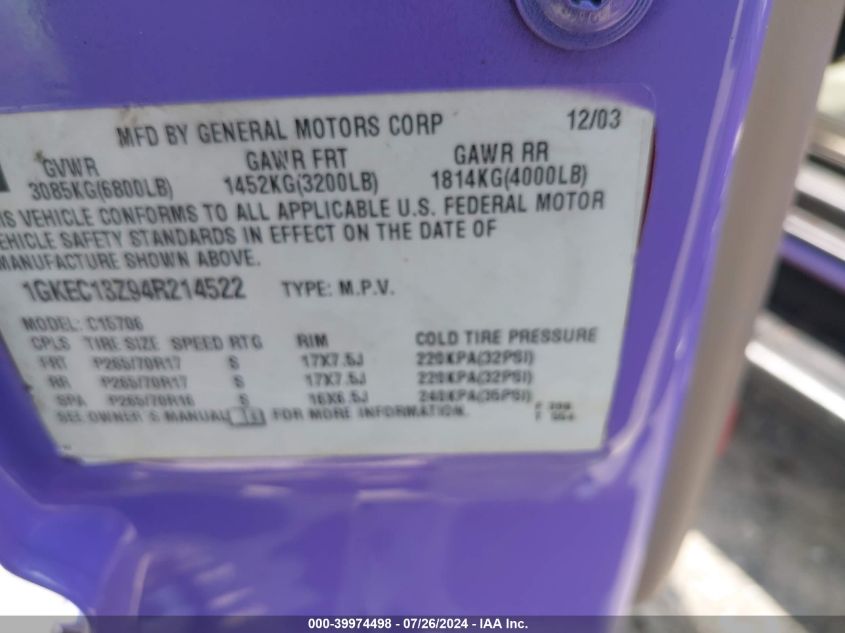 MFD BY GENERAL MOTORS CORP 12/03
GVWR GAWR FRT GAWR RR
3085KG(6800LB) 1452KG(3200LB) 1814KG(4000LB)
IS VEHICLE CONFORMS TO ALL APPLICABLE U.S. FEDERAL MOTOR
EHICLE SAFETY STANDARDS IN EFFECT ON THE DATE OF
MANUFACTURE SHOWN ABOVE.
1GKEC13Z94R214522 TYPE: M.P.V.
MODEL: C15706
CPLS TIRE SIZE SPEED RTG RIM COLD TIRE PRESSURE
FRT P265/70R17 S 17X7.5J 220KPA(32PSI)
RR P265/70R17 S 17X7.5J 220KPA(32PSI)
SPA P265/70R16 S 16X6.5J 240KPA(35PSI)
SEE OWNER'S MANUAL FOR MORE INFORMATION.
000-39974498 - 07/26/2024 - IAA Inc.